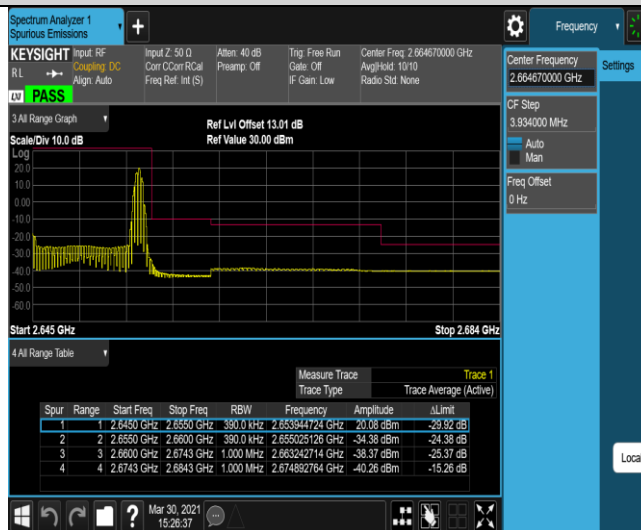 Spectrum Analyzer 1
Spurious Emissions
+
Frequency
KEYSIGHT
RL
LXI PASS
Input: RF
Coupling: DC
Align: Auto
Input Z: 50 Ω
Corr CCorr RCal
Freq Ref: Int (S)
Atten: 40 dB
Preamp: Off
Trig: Free Run
Gate: Off
IF Gain: Low
Center Freq: 2.664670000 GHz
Avg|Hold: 10/10
Radio Std: None
Center Frequency
2.664670000 GHz
Settings
CF Step
3.934000 MHz
Auto
Man
Freq Offset
0 Hz
3 All Range Graph
Scale/Div 10.0 dB
Ref Lvl Offset 13.01 dB
Ref Value 30.00 dBm
Log
20.0
10.0
0.00
-10.0
-20.0
-30.0
-40.0
-50.0
-60.0
Start 2.645 GHz
Stop 2.684 GHz
4 All Range Table
Measure Trace Trace 1
Trace Type Trace Average (Active)
Spur Range Start Freq Stop Freq RBW Frequency Amplitude ΔLimit
1 1 2.6450 GHz 2.6550 GHz 390.0 kHz 2.653944724 GHz 20.08 dBm -29.92 dB
2 2 2.6550 GHz 2.6600 GHz 390.0 kHz 2.655025126 GHz -34.38 dBm -24.38 dB
3 3 2.6600 GHz 2.6743 GHz 1.000 MHz 2.663242714 GHz -38.37 dBm -25.37 dB
4 4 2.6743 GHz 2.6843 GHz 1.000 MHz 2.674892764 GHz -40.26 dBm -15.26 dB
Local
?
Mar 30, 2021
15:26:37